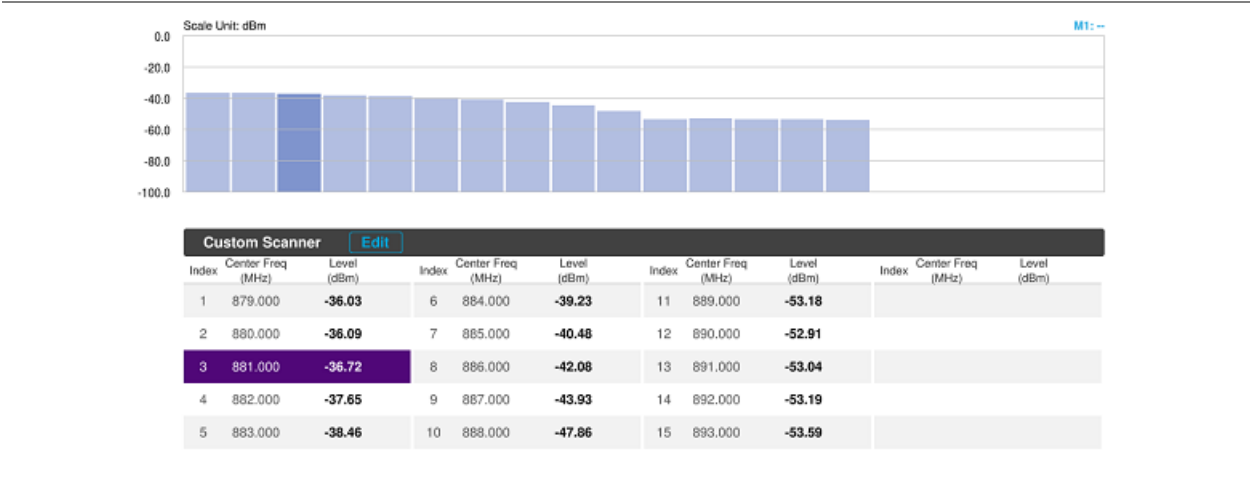 Scale Unit: dBm
M1: --
0.0
-20.0
-40.0
-60.0
-80.0
-100.0
Custom Scanner Edit
Index Center Freq (MHz) Level (dBm) Index Center Freq (MHz) Level (dBm) Index Center Freq (MHz) Level (dBm) Index Center Freq (MHz) Level (dBm)
1 879.000 -36.03 6 884.000 -39.23 11 889.000 -53.18
2 880.000 -36.09 7 885.000 -40.48 12 890.000 -52.91
3 881.000 -36.72 8 886.000 -42.08 13 891.000 -53.04
4 882.000 -37.65 9 887.000 -43.93 14 892.000 -53.19
5 883.000 -38.46 10 888.000 -47.86 15 893.000 -53.59